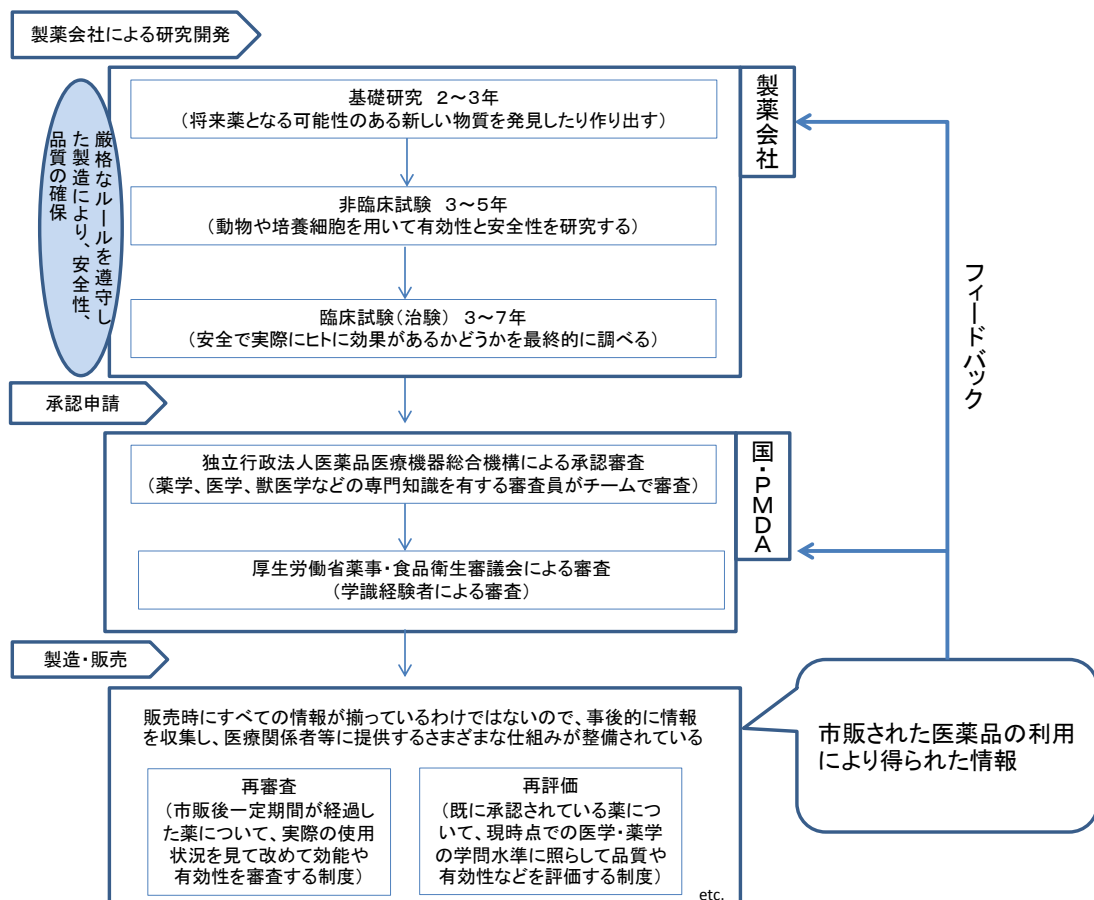 製薬会社による研究開発
製薬会社
基礎研究 2～3年
（将来薬となる可能性のある新しい物質を発見したり作り出す）
厳格なルールを遵守し
た製造により、安全性、
品質の確保
非臨床試験 3～5年
（動物や培養細胞を用いて有効性と安全性を研究する）
臨床試験（治験） 3～7年
（安全で実際にヒトに効果があるかどうかを最終的に調べる）
フィードバック
承認申請
国・PMDA
独立行政法人医薬品医療機器総合機構による承認審査
（薬学、医学、獣医学などの専門知識を有する審査員がチームで審査）
厚生労働省薬事・食品衛生審議会による審査
（学識経験者による審査）
製造・販売
販売時にすべての情報が揃っているわけではないので、事後的に情報
を収集し、医療関係者等に提供するさまざまな仕組みが整備されている
市販された医薬品の利用
により得られた情報
再審査
（市販後一定期間が経過し
た薬について、実際の使用
状況を見て改めて効能や
有効性を審査する制度）
再評価
（既に承認されている薬につ
いて、現時点での医学・薬学
の学問水準に照らして品質や
有効性などを評価する制度）
etc.